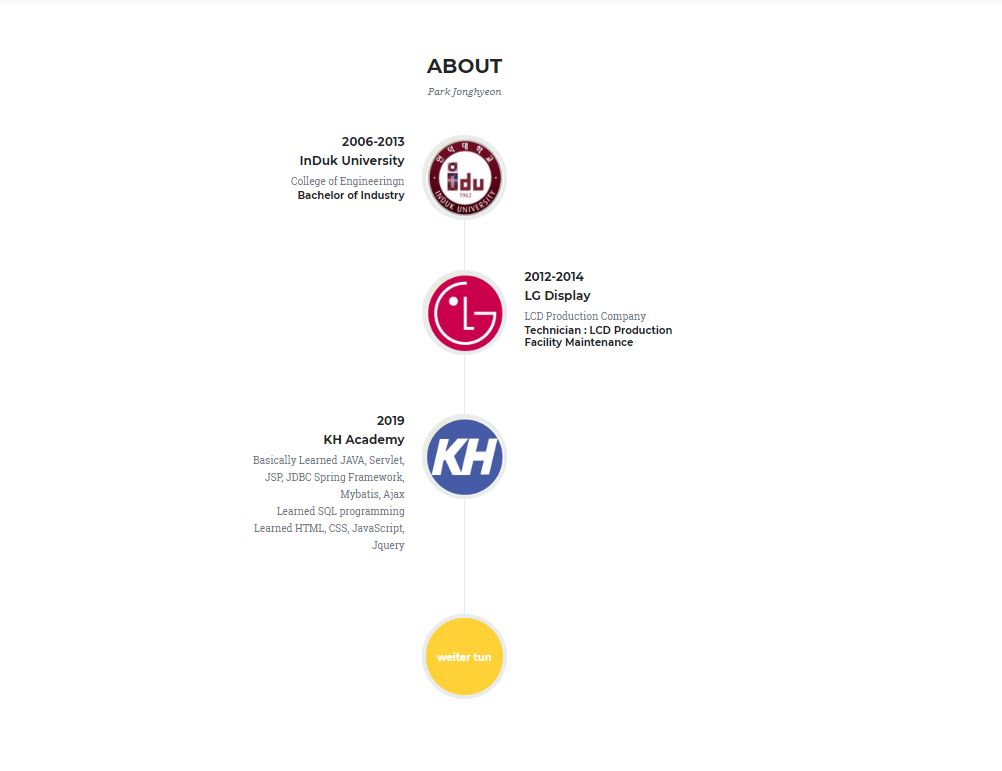 ABOUT
Park Jonghyeon
2006-2013
InDuk University
College of Engineeringn
Bachelor of Industry
인덕대학교
idu
1962
INDUK UNIVERSITY
2012-2014
LG Display
LCD Production Company
Technician : LCD Production
Facility Maintenance
LG
2019
KH Academy
Basically Learned JAVA, Servlet,
JSP, JDBC Spring Framework,
Mybatis, Ajax
Learned SQL programming
Learned HTML, CSS, JavaScript,
Jquery
KH
weiter tun